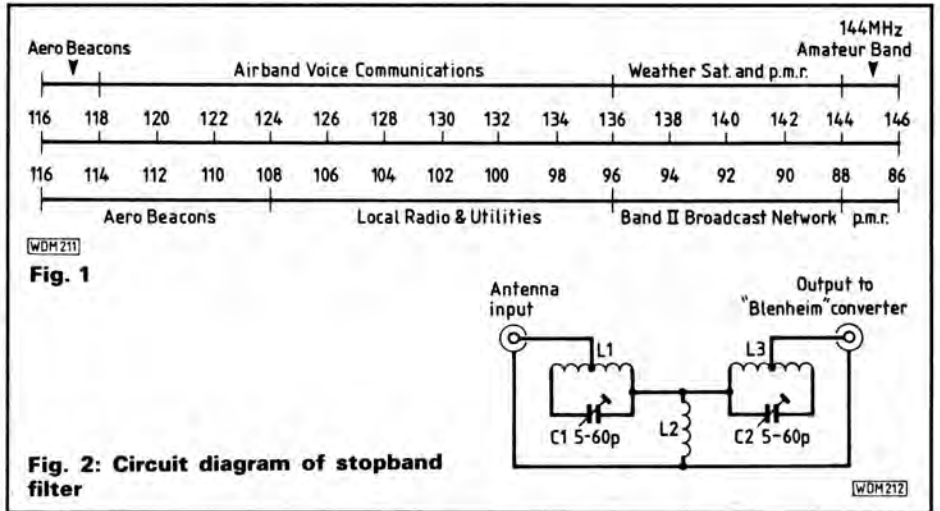 144MHz
Aero Beacons Amateur Band
Airband Voice Communications Weather Sat. and p.m.r.
116 118 120 122 124 126 128 130 132 134 136 138 140 142 144 146
116 114 112 110 108 106 104 102 100 98 96 94 92 90 88 86
Aero Beacons Local Radio & Utilities Band II Broadcast Network p.m.r.
WDM211
Fig. 1
Antenna
input
Output to
"Blenheim" converter
L1 L3
C1 5-60p L2 C2 5-60p
Fig. 2: Circuit diagram of stopband
filter
WDM212